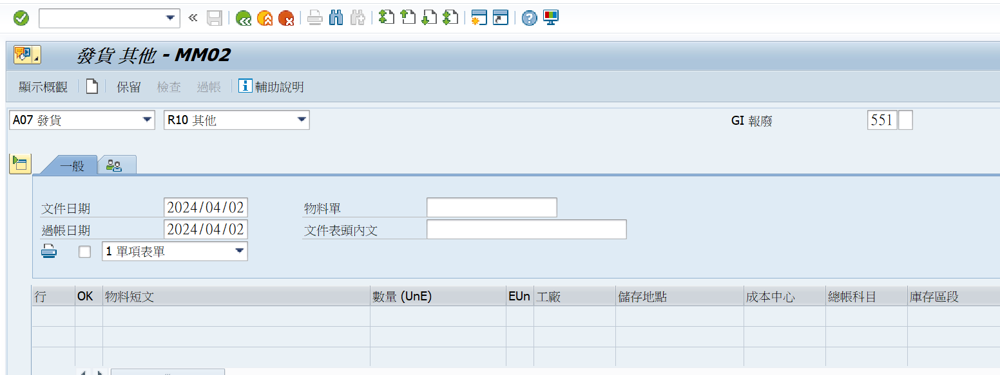 發貨 其他 - MM02
顯示概觀 保留 檢查 過帳 輔助說明
A07 發貨 R10 其他 GI 報廢 551
一般
文件日期 2024/04/02 物料單
過帳日期 2024/04/02 文件表頭內文
1 單項表單
行 OK 物料短文 數量 (UnE) EUn 工廠 儲存地點 成本中心 總帳科目 庫存區段